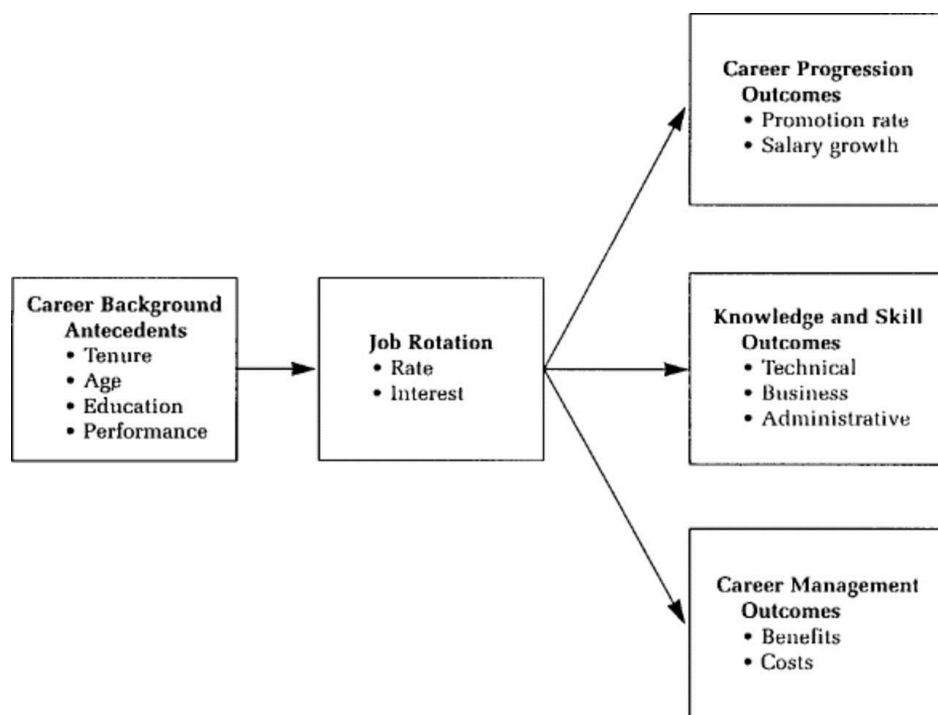 Career Progression
Outcomes
• Promotion rate
• Salary growth
Career Background
Antecedents
• Tenure
• Age
• Education
• Performance
Job Rotation
• Rate
• Interest
Knowledge and Skill
Outcomes
• Technical
• Business
• Administrative
Career Management
Outcomes
• Benefits
• Costs